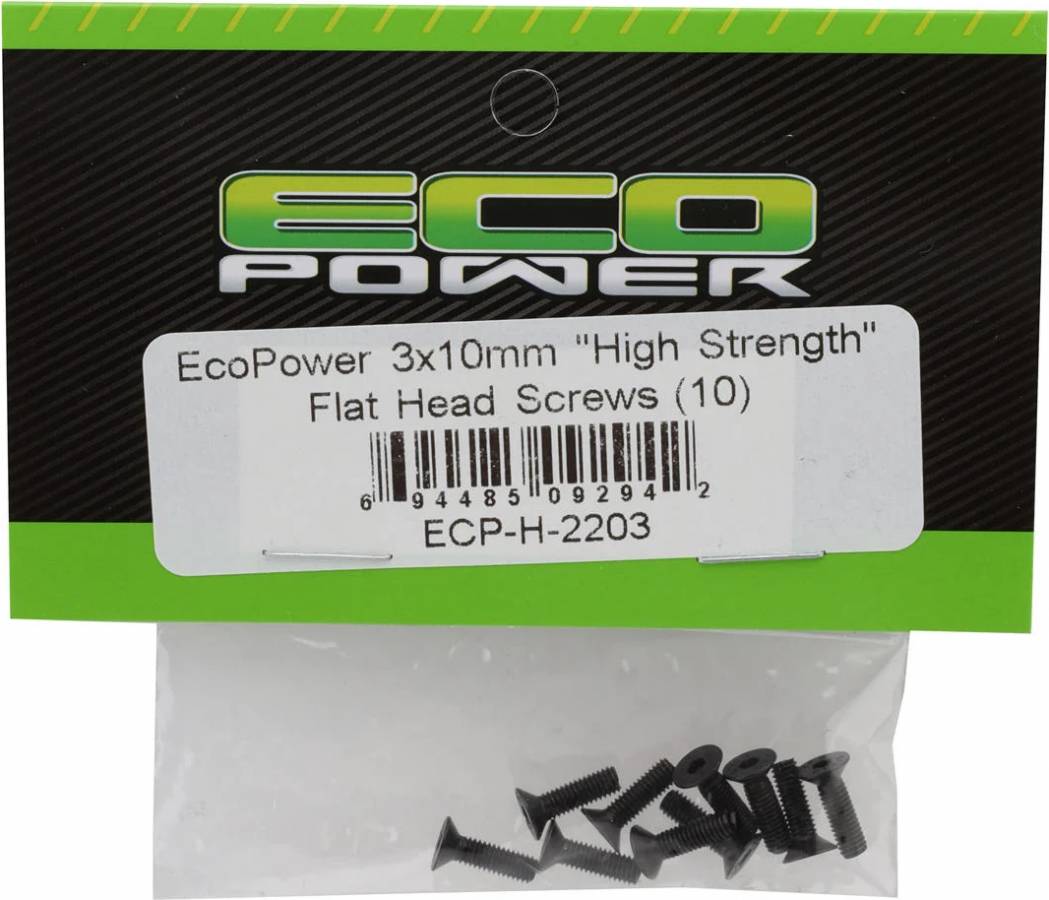 ECO
POWER
EcoPower 3x10mm "High Strength"
Flat Head Screws (10)
6 94485 09294 2
ECP-H-2203